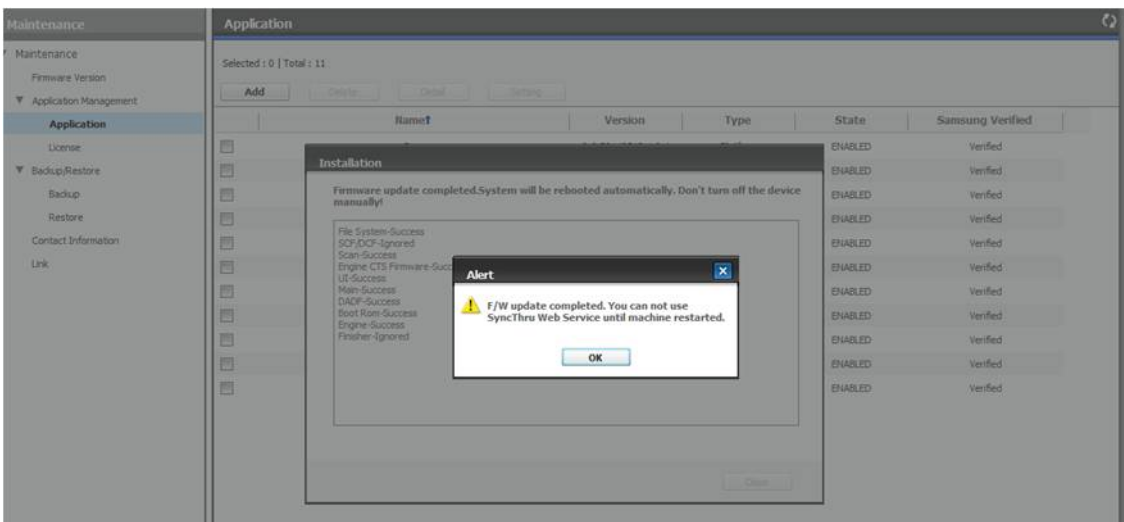 Maintenance
Application
Maintenance
Firmware Version
Application Management
Application
License
Backup/Restore
Backup
Restore
Contact Information
Link
Selected : 0 | Total : 11
Add Delete Detail Setting
Name Version Type State Samsung Verified
ENABLED Verified
ENABLED Verified
ENABLED Verified
ENABLED Verified
ENABLED Verified
ENABLED Verified
ENABLED Verified
ENABLED Verified
ENABLED Verified
ENABLED Verified
ENABLED Verified
Installation
Firmware update completed.System will be rebooted automatically. Don't turn off the device
manually!
File System-Success
SCF/DCF-Ignored
Scan-Success
Engine CTS Firmware-Succ
UI-Success
Main-Success
DADF-Success
Boot Rom-Success
Engine-Success
Finisher-Ignored
Close
Alert
F/W update completed. You can not use
SyncThru Web Service until machine restarted.
OK